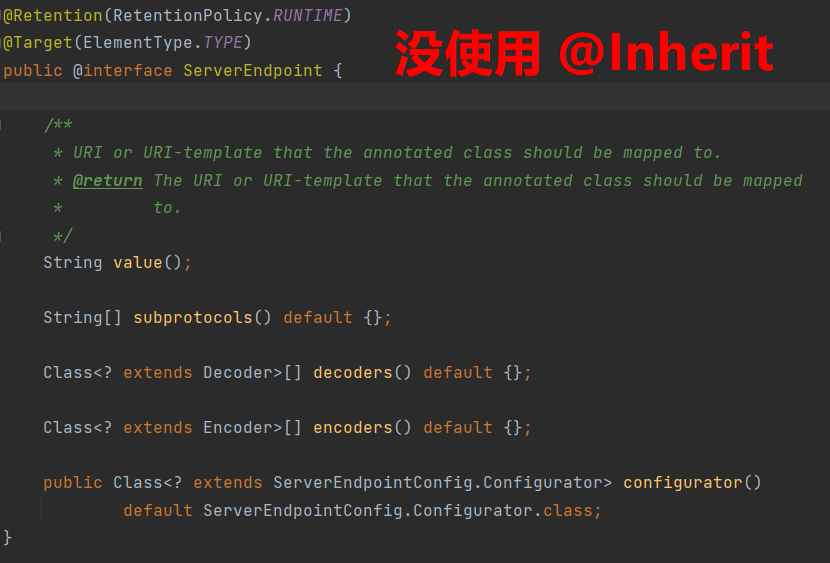 @Retention(RetentionPolicy.RUNTIME)
@Target(ElementType.TYPE)
没使用 @Inherit
public @interface ServerEndpoint {
/**
* URI or URI-template that the annotated class should be mapped to.
* @return The URI or URI-template that the annotated class should be mapped
* to.
*/
String value();
String[] subprotocols() default {};
Class<? extends Decoder>[] decoders() default {};
Class<? extends Encoder>[] encoders() default {};
public Class<? extends ServerEndpointConfig.Configurator> configurator()
default ServerEndpointConfig.Configurator.class;
}